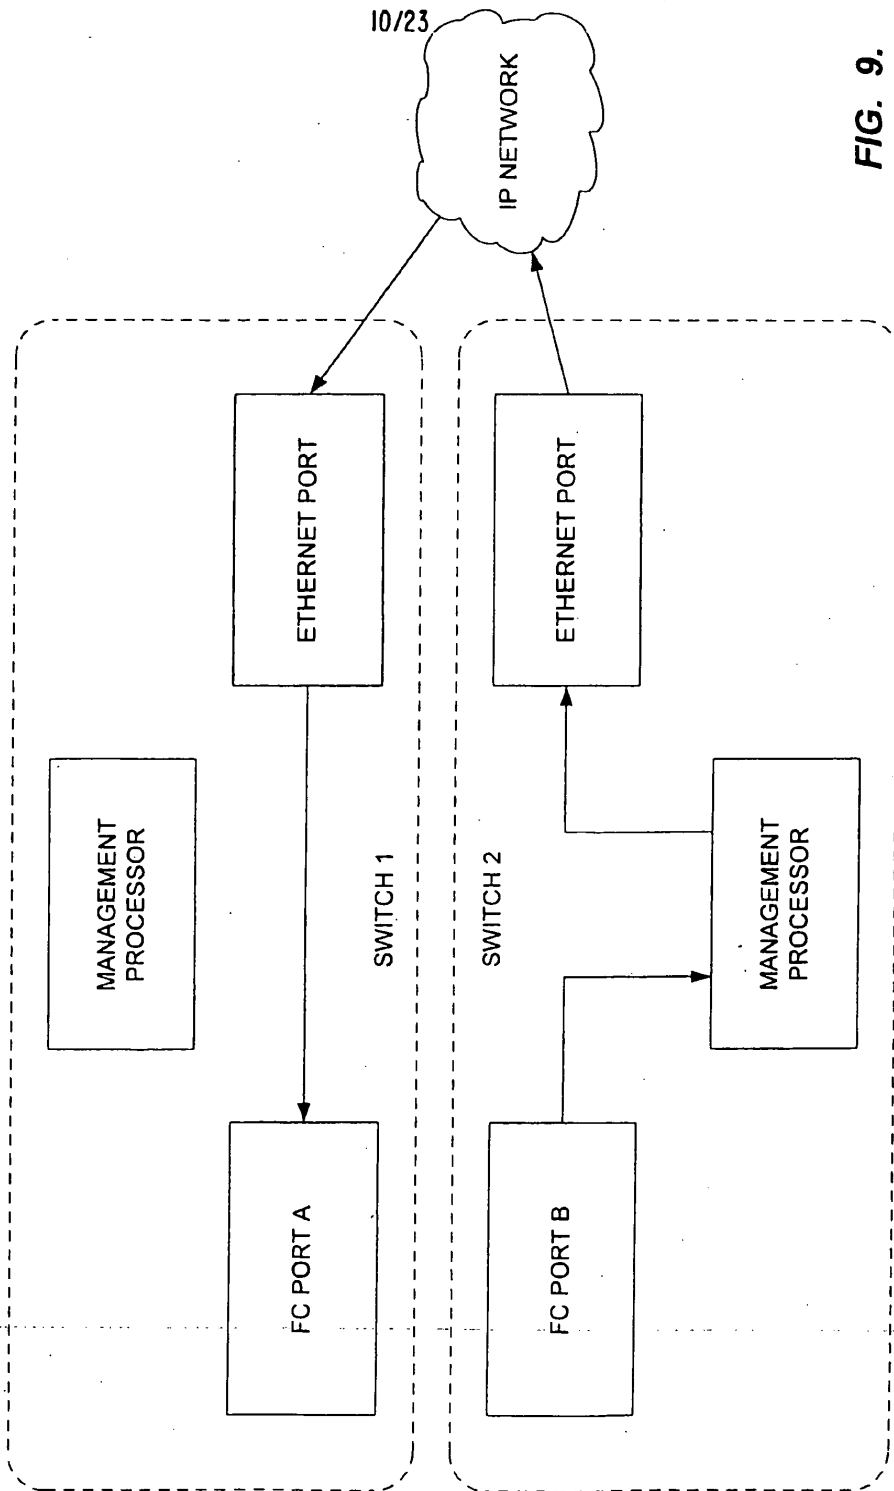 10/23
MANAGEMENT
PROCESSOR
FC PORT A
ETHERNET PORT
SWITCH 1
IP NETWORK
SWITCH 2
FC PORT B
ETHERNET PORT
MANAGEMENT
PROCESSOR
FIG. 9.